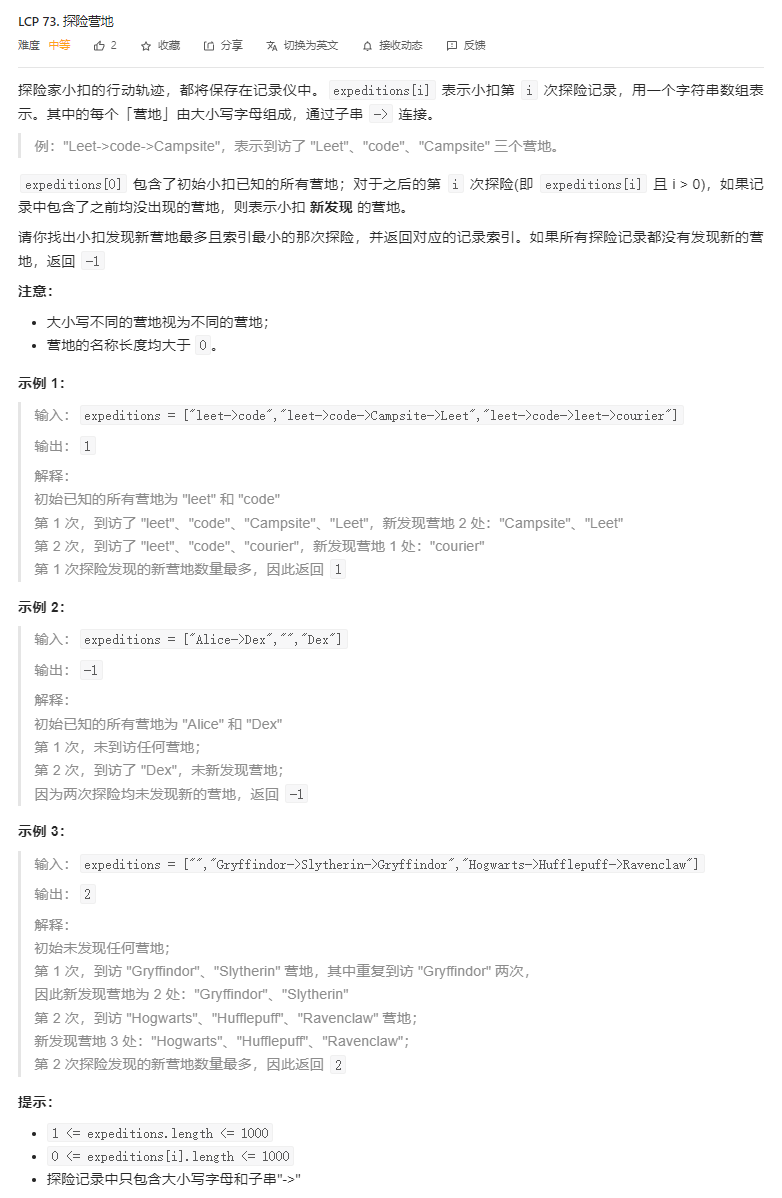 LCP 73. 探险营地
难度 中等 2 收藏 分享 切换为英文 接收动态 反馈
探险家小扣的行动轨迹，都将保存在记录仪中。 expeditions[i] 表示小扣第 i 次探险记录，用一个字符串数组表
示。其中的每个「营地」由大小写字母组成，通过子串 -> 连接。
例："Leet->code->Campsite"，表示到访了 "Leet"、"code"、"Campsite" 三个营地。
expeditions[0] 包含了初始小扣已知的所有营地；对于之后的第 i 次探险(即 expeditions[i] 且 i > 0)，如果记
录中包含了之前均没出现的营地，则表示小扣 新发现 的营地。
请你找出小扣发现新营地最多且索引最小的那次探险，并返回对应的记录索引。如果所有探险记录都没有发现新的营
地，返回 -1
注意：
• 大小写不同的营地视为不同的营地；
• 营地的名称长度均大于 0。
示例 1：
输入： expeditions = ["leet->code","leet->code->Campsite->Leet","leet->code->leet->courier"]
输出： 1
解释：
初始已知的所有营地为 "leet" 和 "code"
第 1 次，到访了 "leet"、"code"、"Campsite"、"Leet"，新发现营地 2 处："Campsite"、"Leet"
第 2 次，到访了 "leet"、"code"、"courier"，新发现营地 1 处："courier"
第 1 次探险发现的新营地数量最多，因此返回 1
示例 2：
输入： expeditions = ["Alice->Dex","","Dex"]
输出： -1
解释：
初始已知的所有营地为 "Alice" 和 "Dex"
第 1 次，未到访任何营地；
第 2 次，到访了 "Dex"，未新发现营地；
因为两次探险均未发现新的营地，返回 -1
示例 3：
输入： expeditions = ["","Gryffindor->Slytherin->Gryffindor","Hogwarts->Hufflepuff->Ravenclaw"]
输出： 2
解释：
初始未发现任何营地；
第 1 次，到访 "Gryffindor"、"Slytherin" 营地，其中重复到访 "Gryffindor" 两次，
因此新发现营地为 2 处："Gryffindor"、"Slytherin"
第 2 次，到访 "Hogwarts"、"Hufflepuff"、"Ravenclaw" 营地；
新发现营地 3 处："Hogwarts"、"Hufflepuff"、"Ravenclaw"；
第 2 次探险发现的新营地数量最多，因此返回 2
提示：
• 1 <= expeditions.length <= 1000
• 0 <= expeditions[i].length <= 1000
• 探险记录中只包含大小写字母和子串"->"